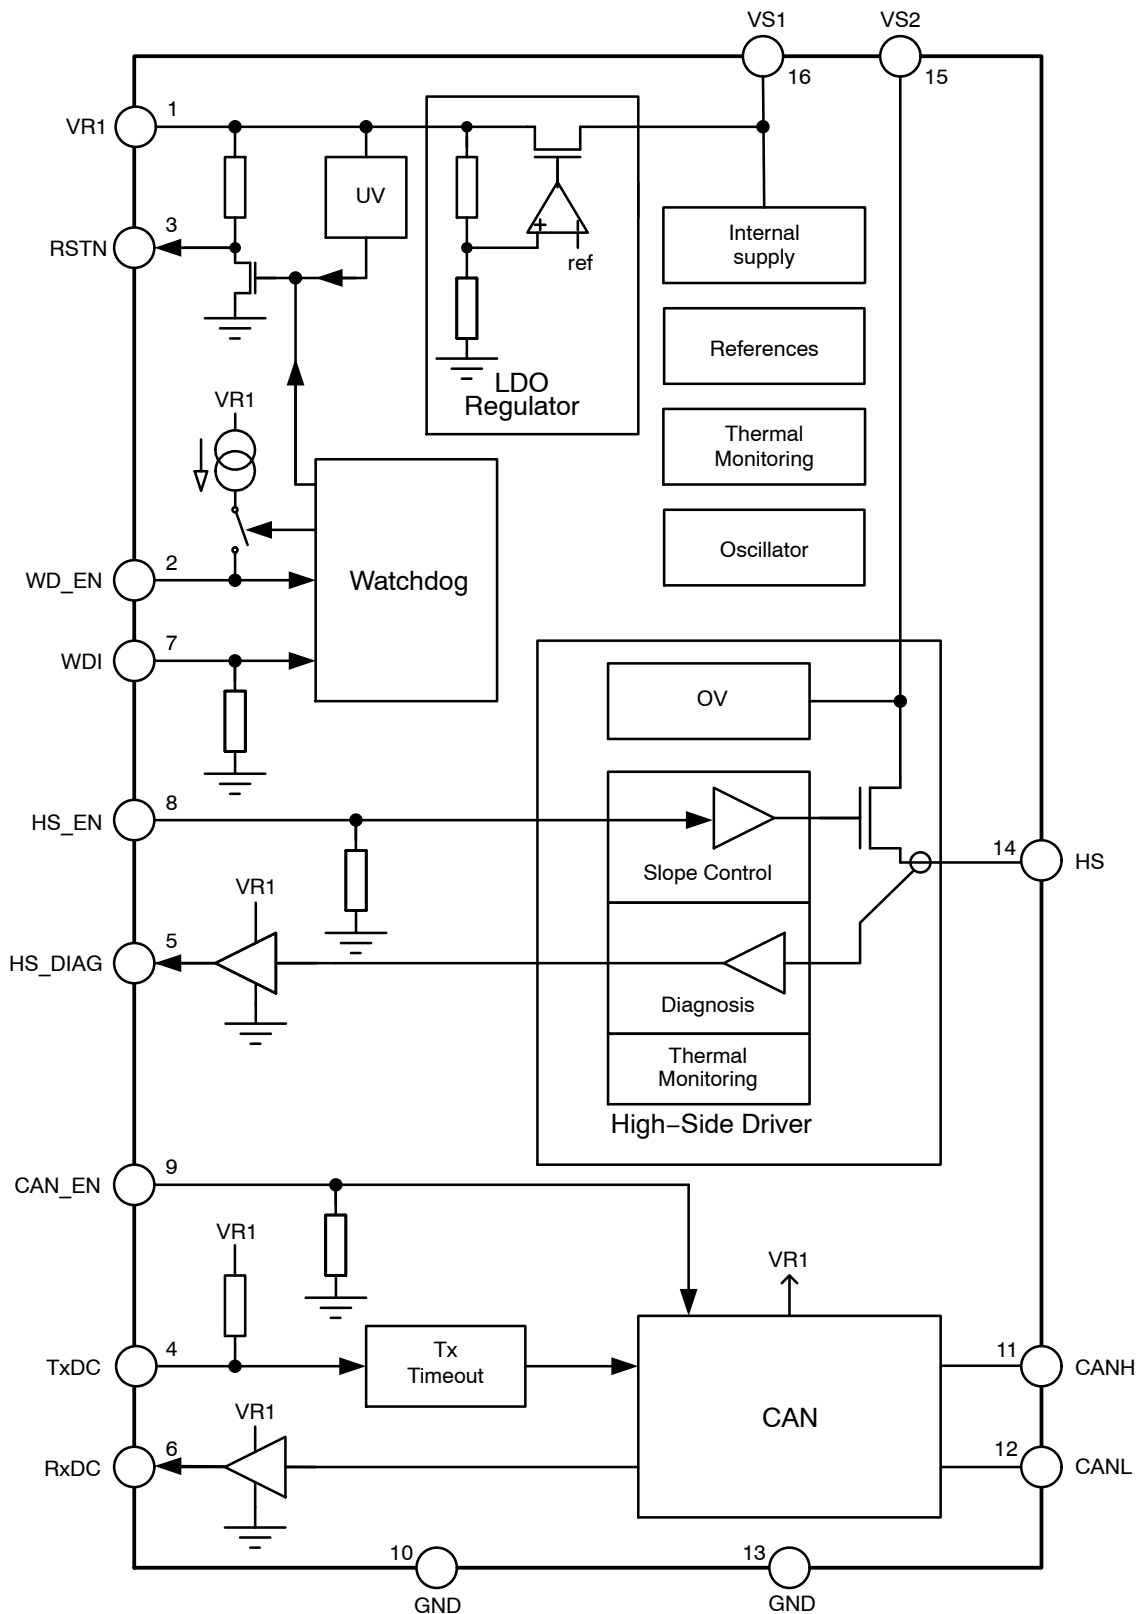 VS1
VS2
16
15
VR1
1
UV
+
ref
3
RSTN
Internal
supply
References
LDO
Regulator
VR1
Thermal
Monitoring
Oscillator
2
WD_EN
Watchdog
7
WDI
OV
8
HS_EN
Slope Control
14
HS
VR1
5
HS_DIAG
Diagnosis
Thermal
Monitoring
High−Side Driver
9
CAN_EN
VR1
VR1
4
TxDC
Tx
Timeout
11
CANH
CAN
VR1
6
RxDC
12
CANL
10
GND
13
GND